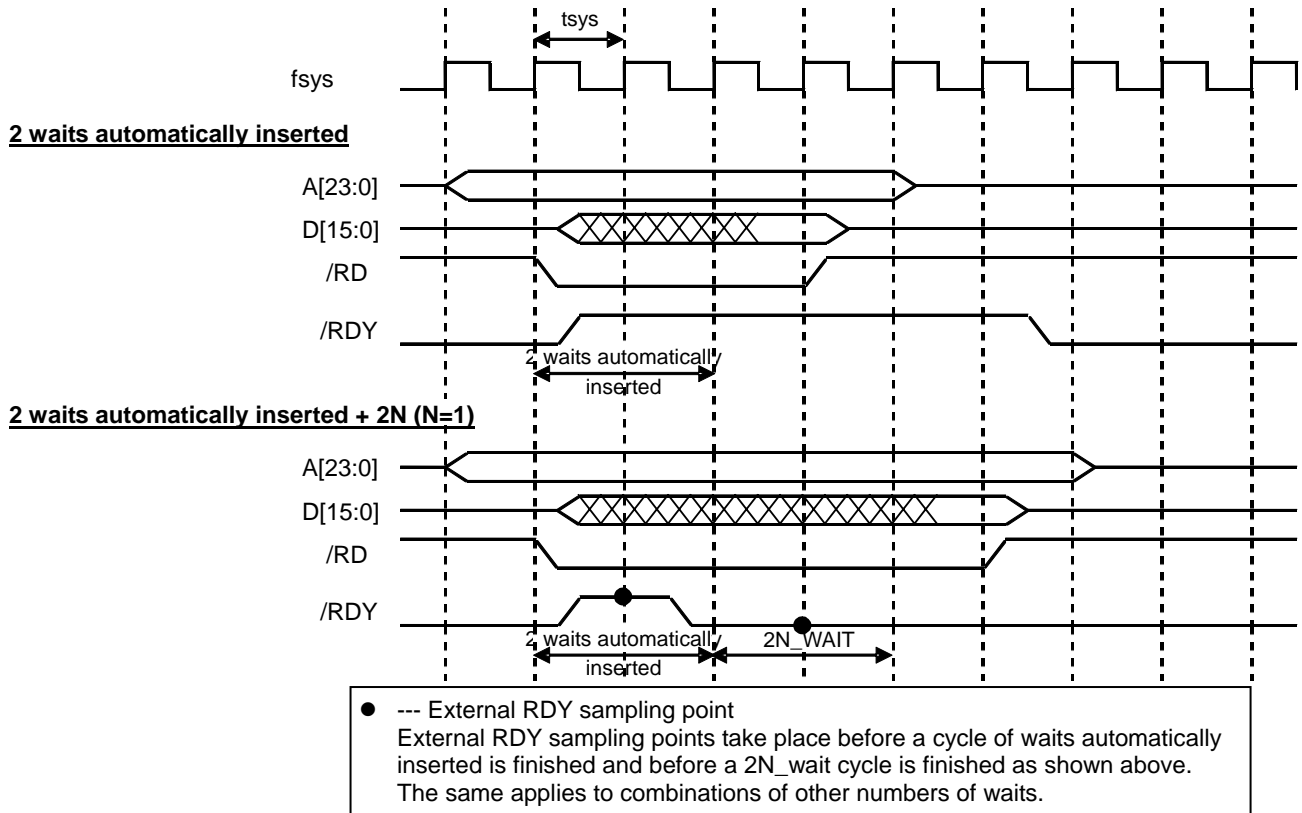 tsys
fsys
2 waits automatically inserted
A[23:0]
D[15:0]
/RD
/RDY
2 waits automatically
inserted
2 waits automatically inserted + 2N (N=1)
A[23:0]
D[15:0]
/RD
/RDY
2 waits automatically
inserted
2N_WAIT
● --- External RDY sampling point
External RDY sampling points take place before a cycle of waits automatically
inserted is finished and before a 2N_wait cycle is finished as shown above.
The same applies to combinations of other numbers of waits.